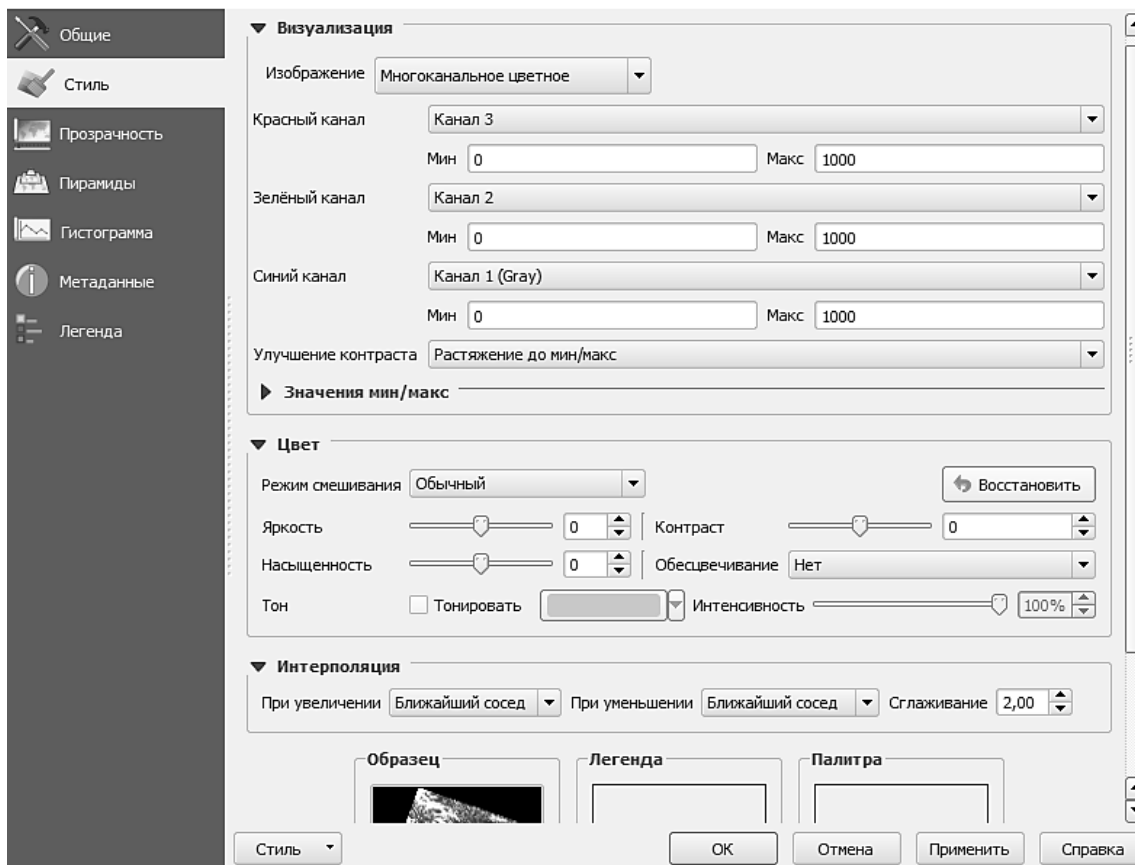 Общие
Стиль
Прозрачность
Пирамиды
Гистограмма
Метаданные
Легенда
Визуализация
Изображение Многоканальное цветное
Красный канал Канал 3
Мин 0 Макс 1000
Зелёный канал Канал 2
Мин 0 Макс 1000
Синий канал Канал 1 (Gray)
Мин 0 Макс 1000
Улучшение контраста Растяжение до мин/макс
Значения мин/макс
Цвет
Режим смешивания Обычный Восстановить
Яркость 0 Контраст 0
Насыщенность 0 Обесцвечивание Нет
Тон Тонировать Интенсивность 100%
Интерполяция
При увеличении Ближайший сосед При уменьшении Ближайший сосед Сглаживание 2,00
Образец Легенда Палитра
Стиль ОК Отмена Применить Справка